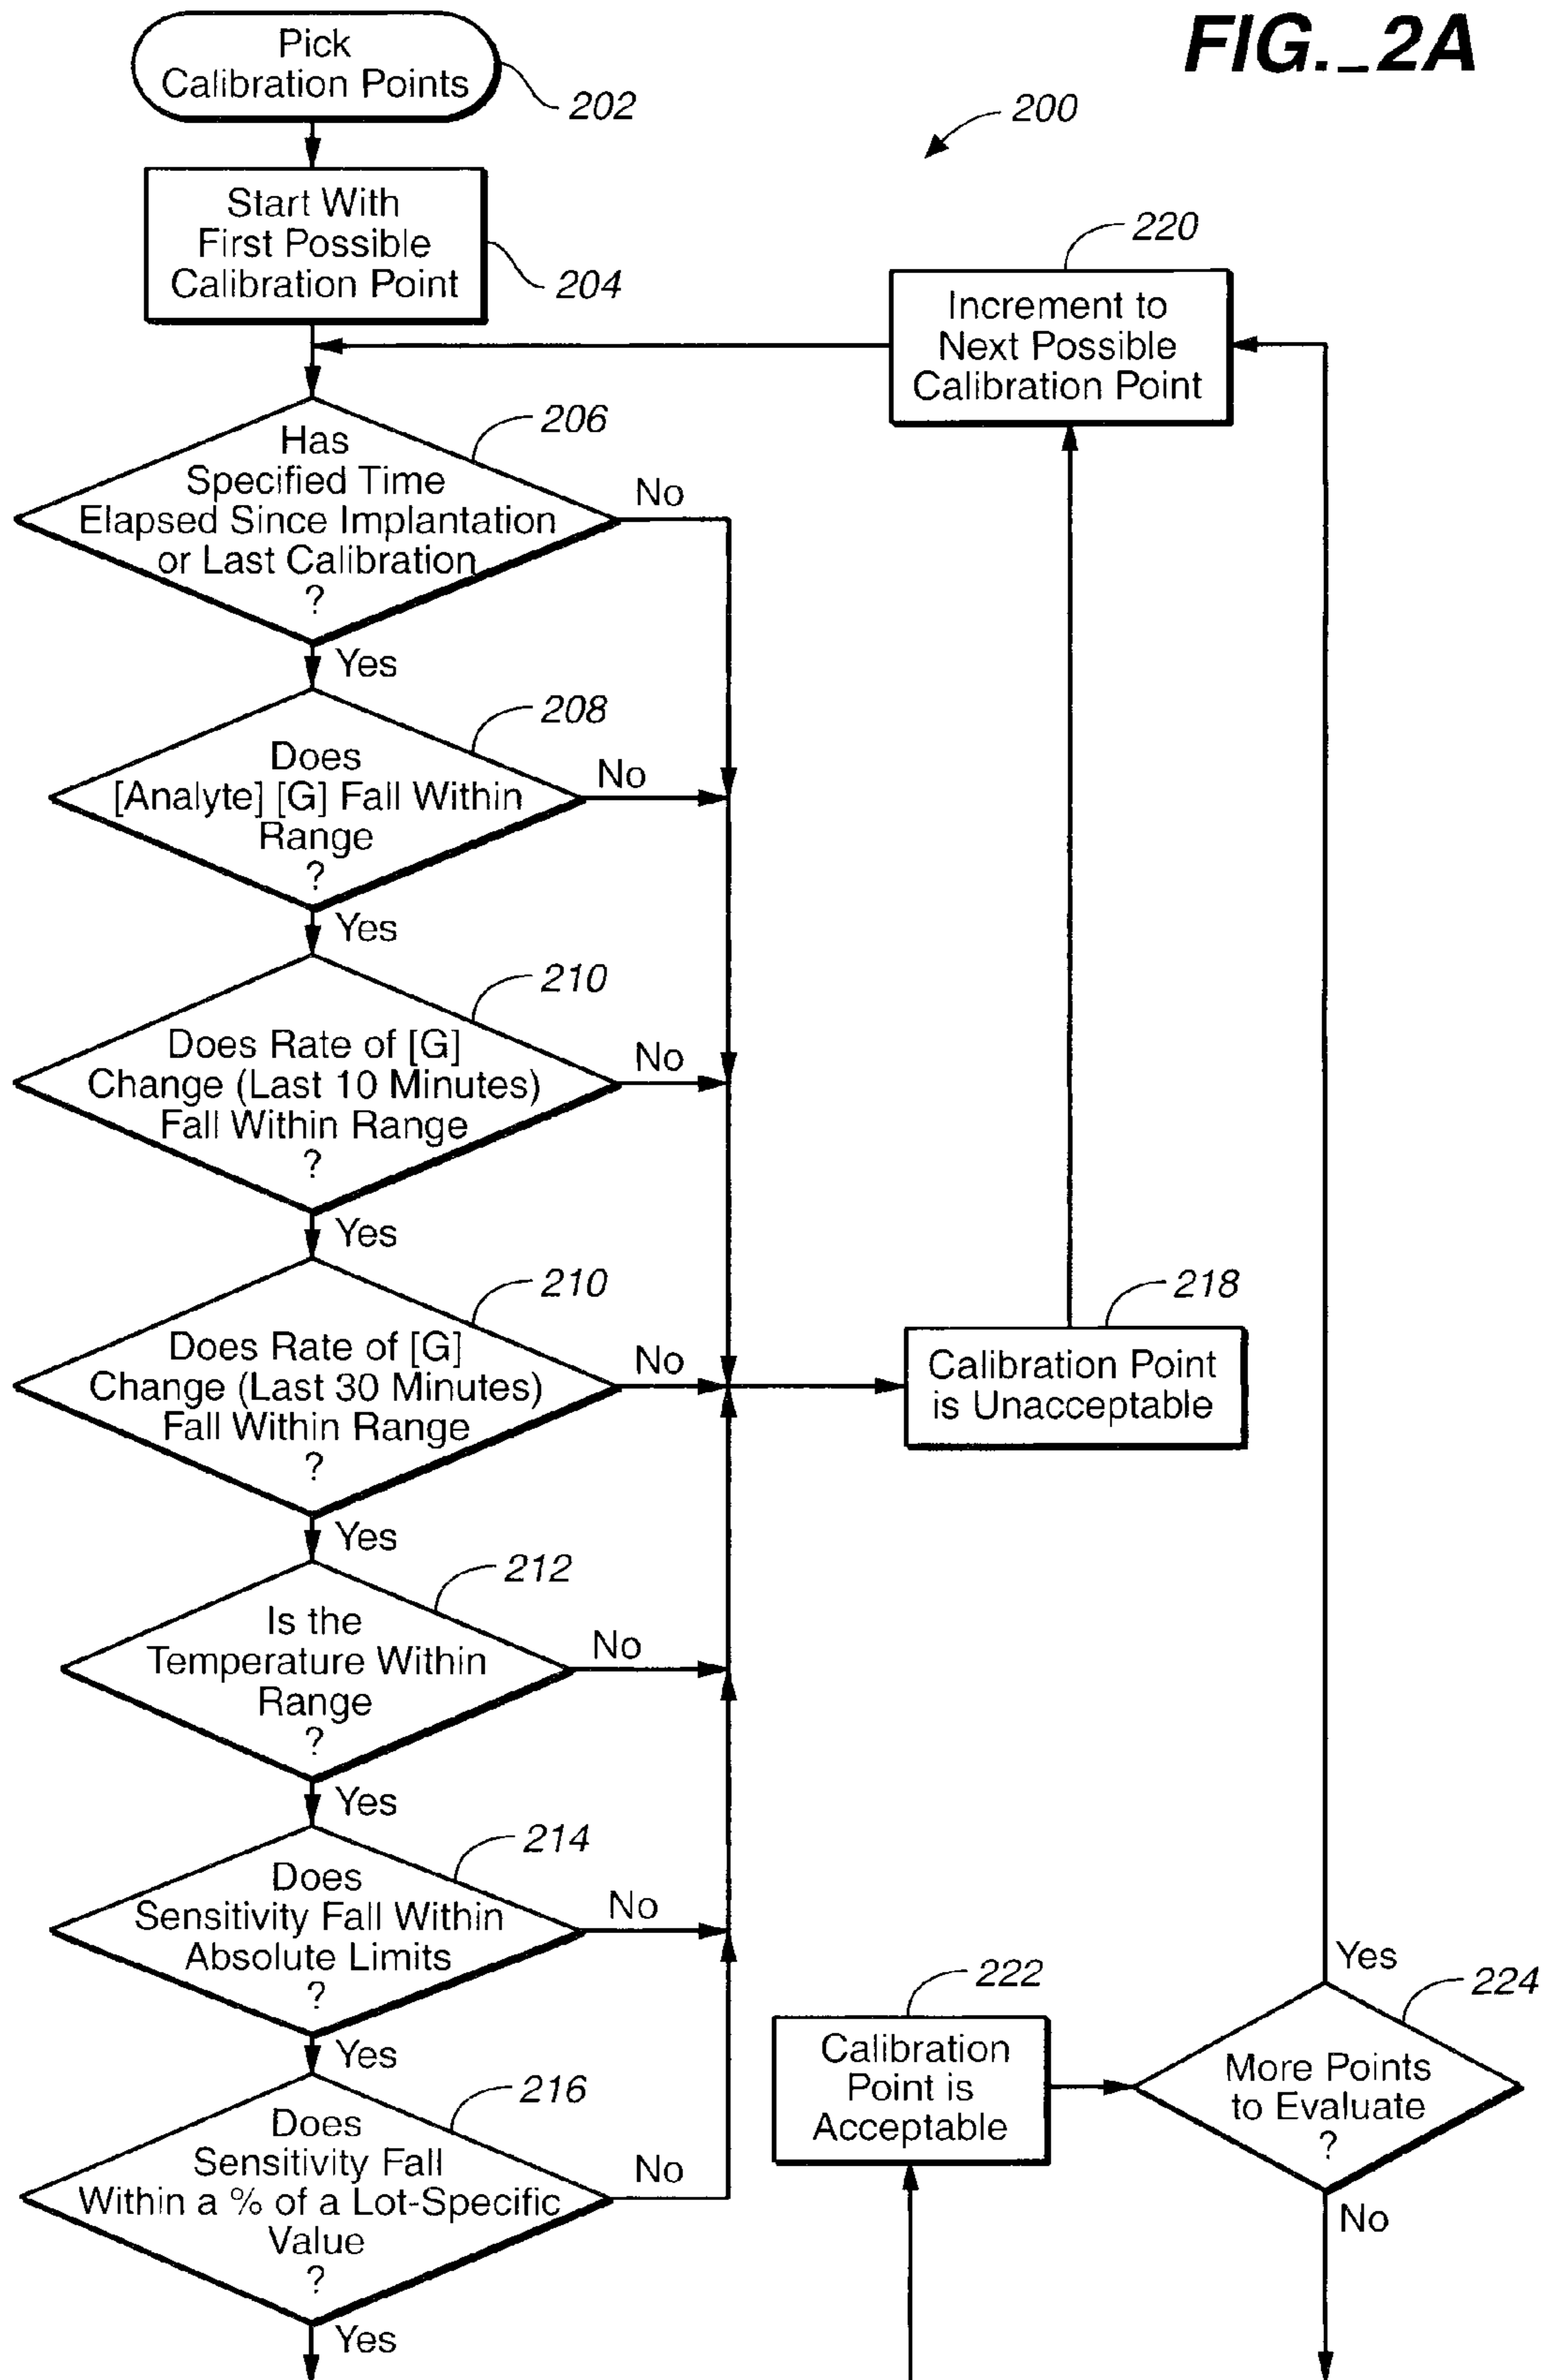 FIG._2A
Pick
Calibration Points
202
200
Start With
First Possible
Calibration Point
204
220
Increment to
Next Possible
Calibration Point
206
Has
Specified Time
Elapsed Since Implantation
or Last Calibration
?
No
Yes
208
Does
[Analyte] [G] Fall Within
Range
?
No
Yes
210
Does Rate of [G]
Change (Last 10 Minutes)
Fall Within Range
?
No
Yes
210
Does Rate of [G]
Change (Last 30 Minutes)
Fall Within Range
?
No
218
Calibration Point
is Unacceptable
Yes
212
Is the
Temperature Within
Range
?
No
Yes
214
Does
Sensitivity Fall Within
Absolute Limits
?
No
Yes
216
Does
Sensitivity Fall
Within a % of a Lot-Specific
Value
?
No
Yes
222
Calibration
Point is
Acceptable
Yes
224
More Points
to Evaluate
?
No